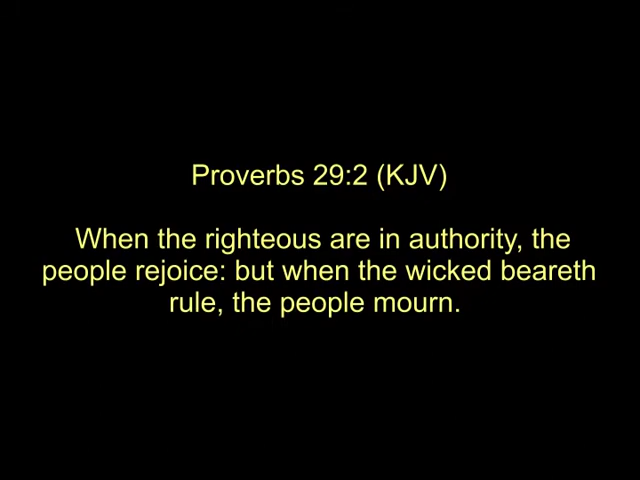 Proverbs 29:2 (KJV)
When the righteous are in authority, the
people rejoice: but when the wicked beareth
rule, the people mourn.